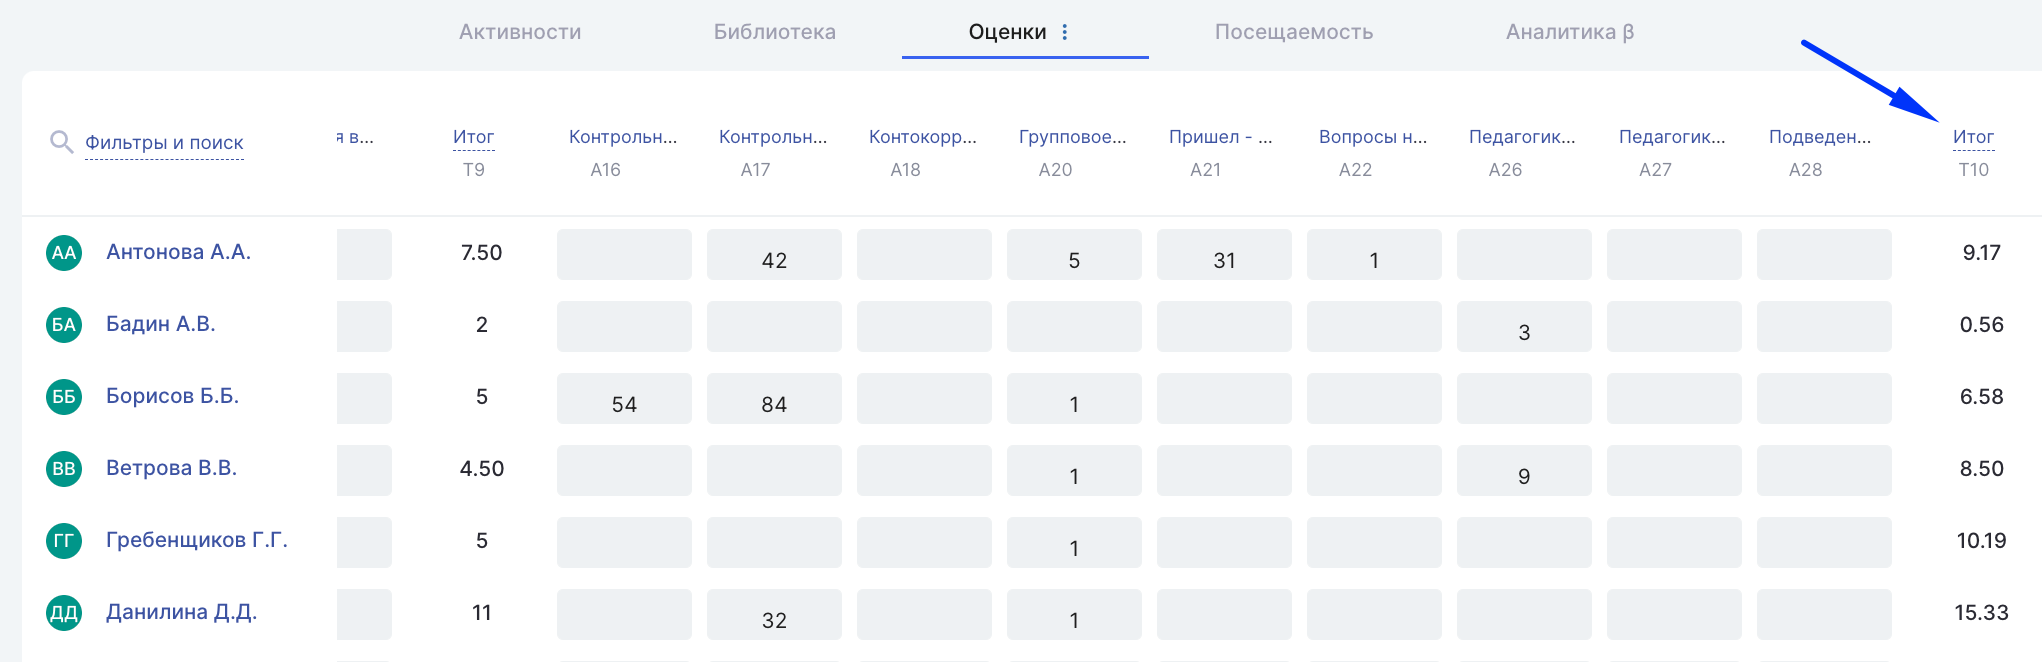 Активности Библиотека Оценки Посещаемость Аналитика β
Фильтры и поиск я в... Итог Контрольн... Контрольн... Контокорр... Групповое... Пришел - ... Вопросы н... Педагогик... Педагогик... Подведен... Итог
T9 A16 A17 A18 A20 A21 A22 A26 A27 A28 T10
АА Антонова А.А. 7.50 42 5 31 1 9.17
БА Бадин А.В. 2 3 0.56
ББ Борисов Б.Б. 5 54 84 1 6.58
ВВ Ветрова В.В. 4.50 1 9 8.50
ГГ Гребенщиков Г.Г. 5 1 10.19
ДД Данилина Д.Д. 11 32 1 15.33